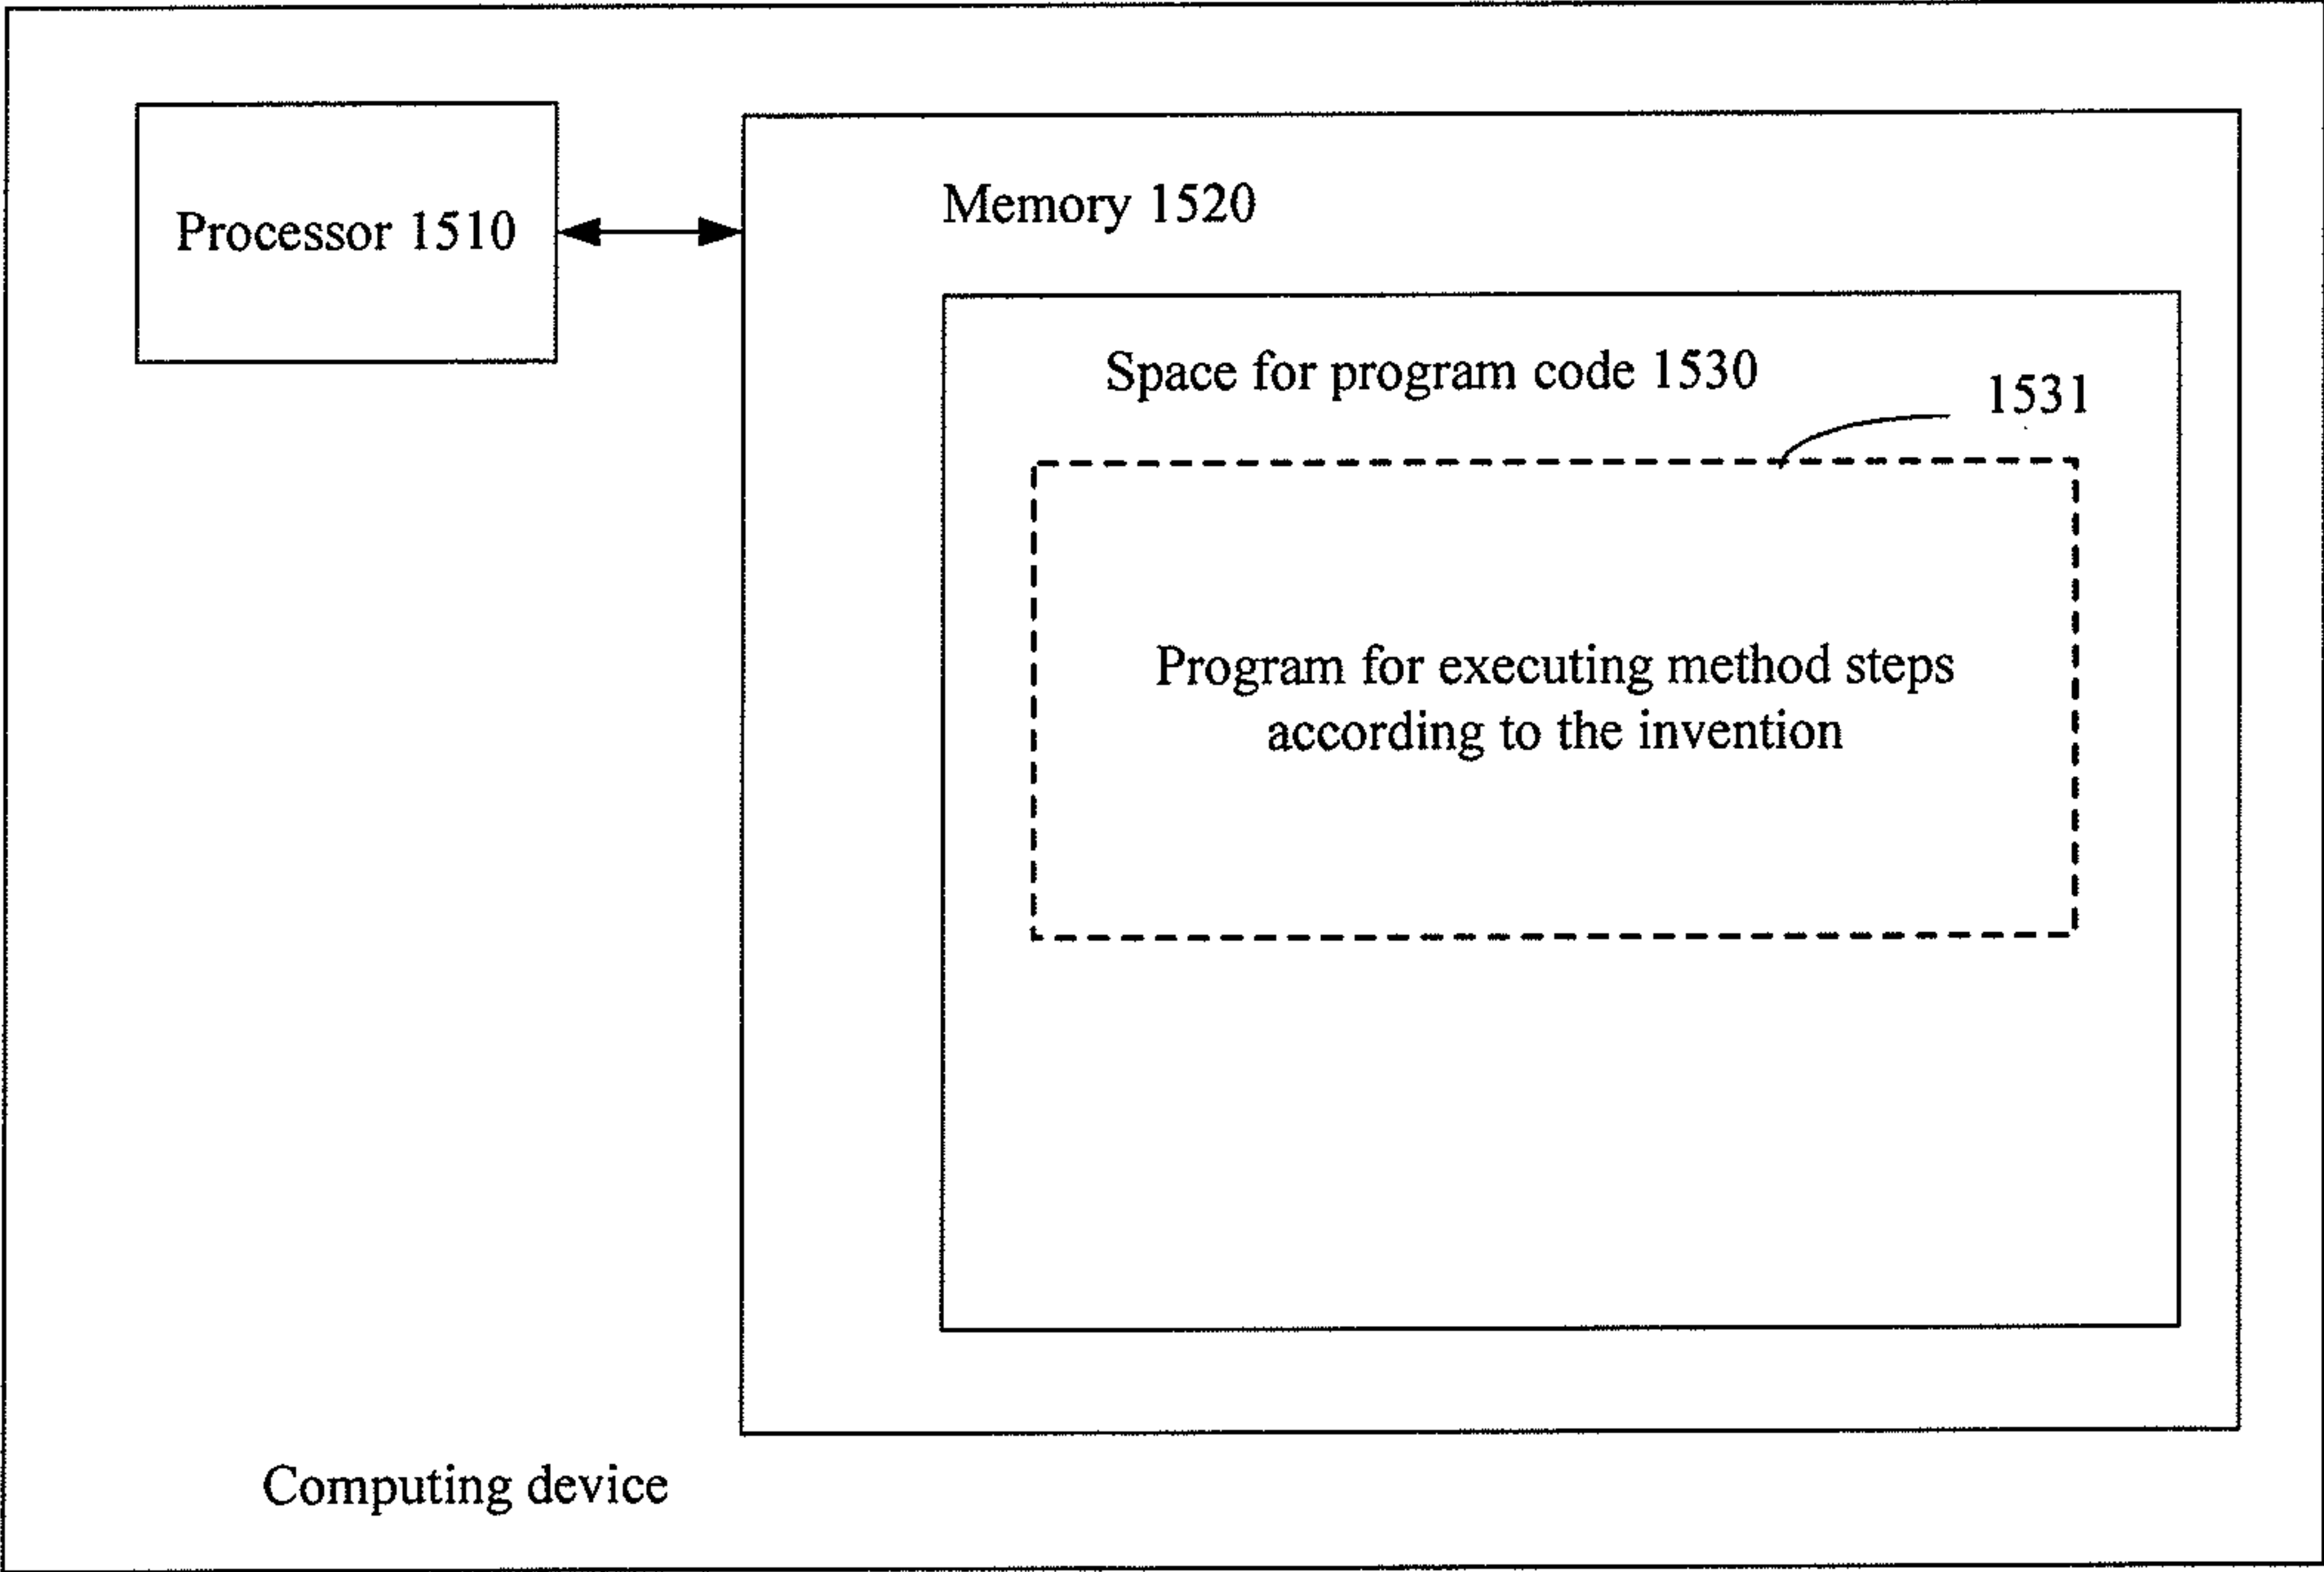 Processor 1510
Memory 1520
Space for program code 1530
1531
Program for executing method steps
according to the invention
Computing device